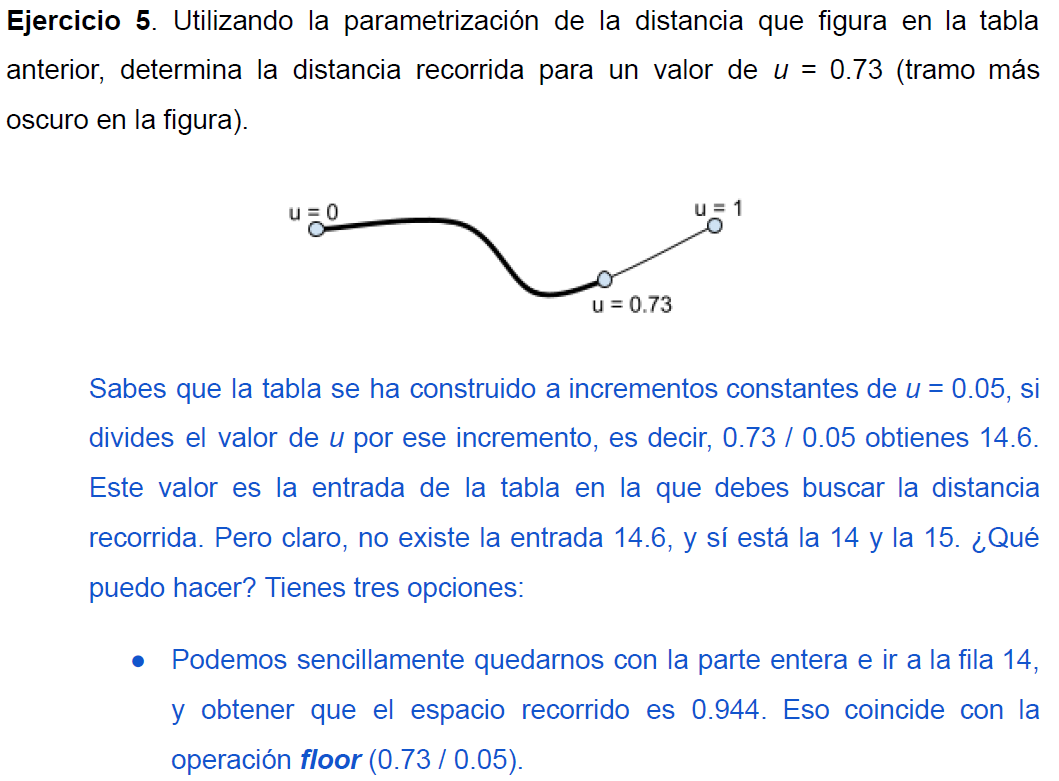 Ejercicio 5. Utilizando la parametrización de la distancia que figura en la tabla
anterior, determina la distancia recorrida para un valor de u = 0.73 (tramo más
oscuro en la figura).
u = 0
u = 1
u = 0.73
Sabes que la tabla se ha construido a incrementos constantes de u = 0.05, si
divides el valor de u por ese incremento, es decir, 0.73 / 0.05 obtienes 14.6.
Este valor es la entrada de la tabla en la que debes buscar la distancia
recorrida. Pero claro, no existe la entrada 14.6, y sí está la 14 y la 15. ¿Qué
puedo hacer? Tienes tres opciones:
● Podemos sencillamente quedarnos con la parte entera e ir a la fila 14,
y obtener que el espacio recorrido es 0.944. Eso coincide con la
operación floor (0.73 / 0.05).